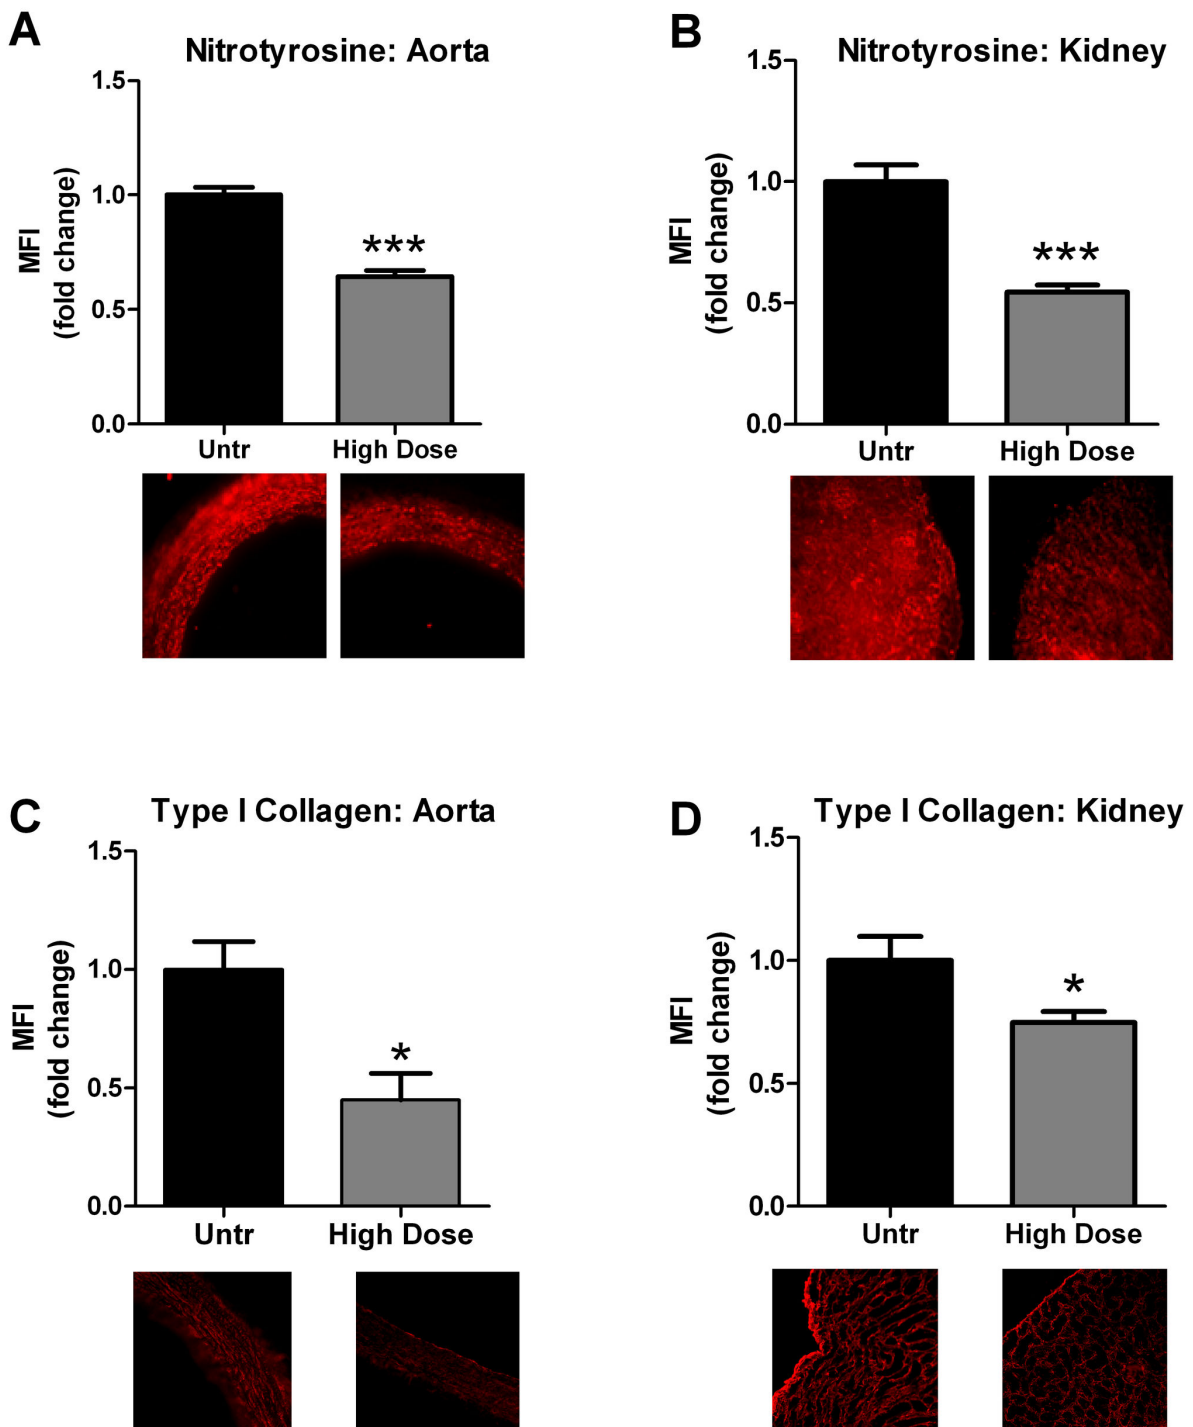 A
Nitrotyrosine: Aorta
1.5
1.0
0.5
0.0
MFI
(fold change)
***
Untr
High Dose
B
Nitrotyrosine: Kidney
1.5
1.0
0.5
0.0
MFI
(fold change)
***
Untr
High Dose
C
Type I Collagen: Aorta
1.5
1.0
0.5
0.0
MFI
(fold change)
*
Untr
High Dose
D
Type I Collagen: Kidney
1.5
1.0
0.5
0.0
MFI
(fold change)
*
Untr
High Dose